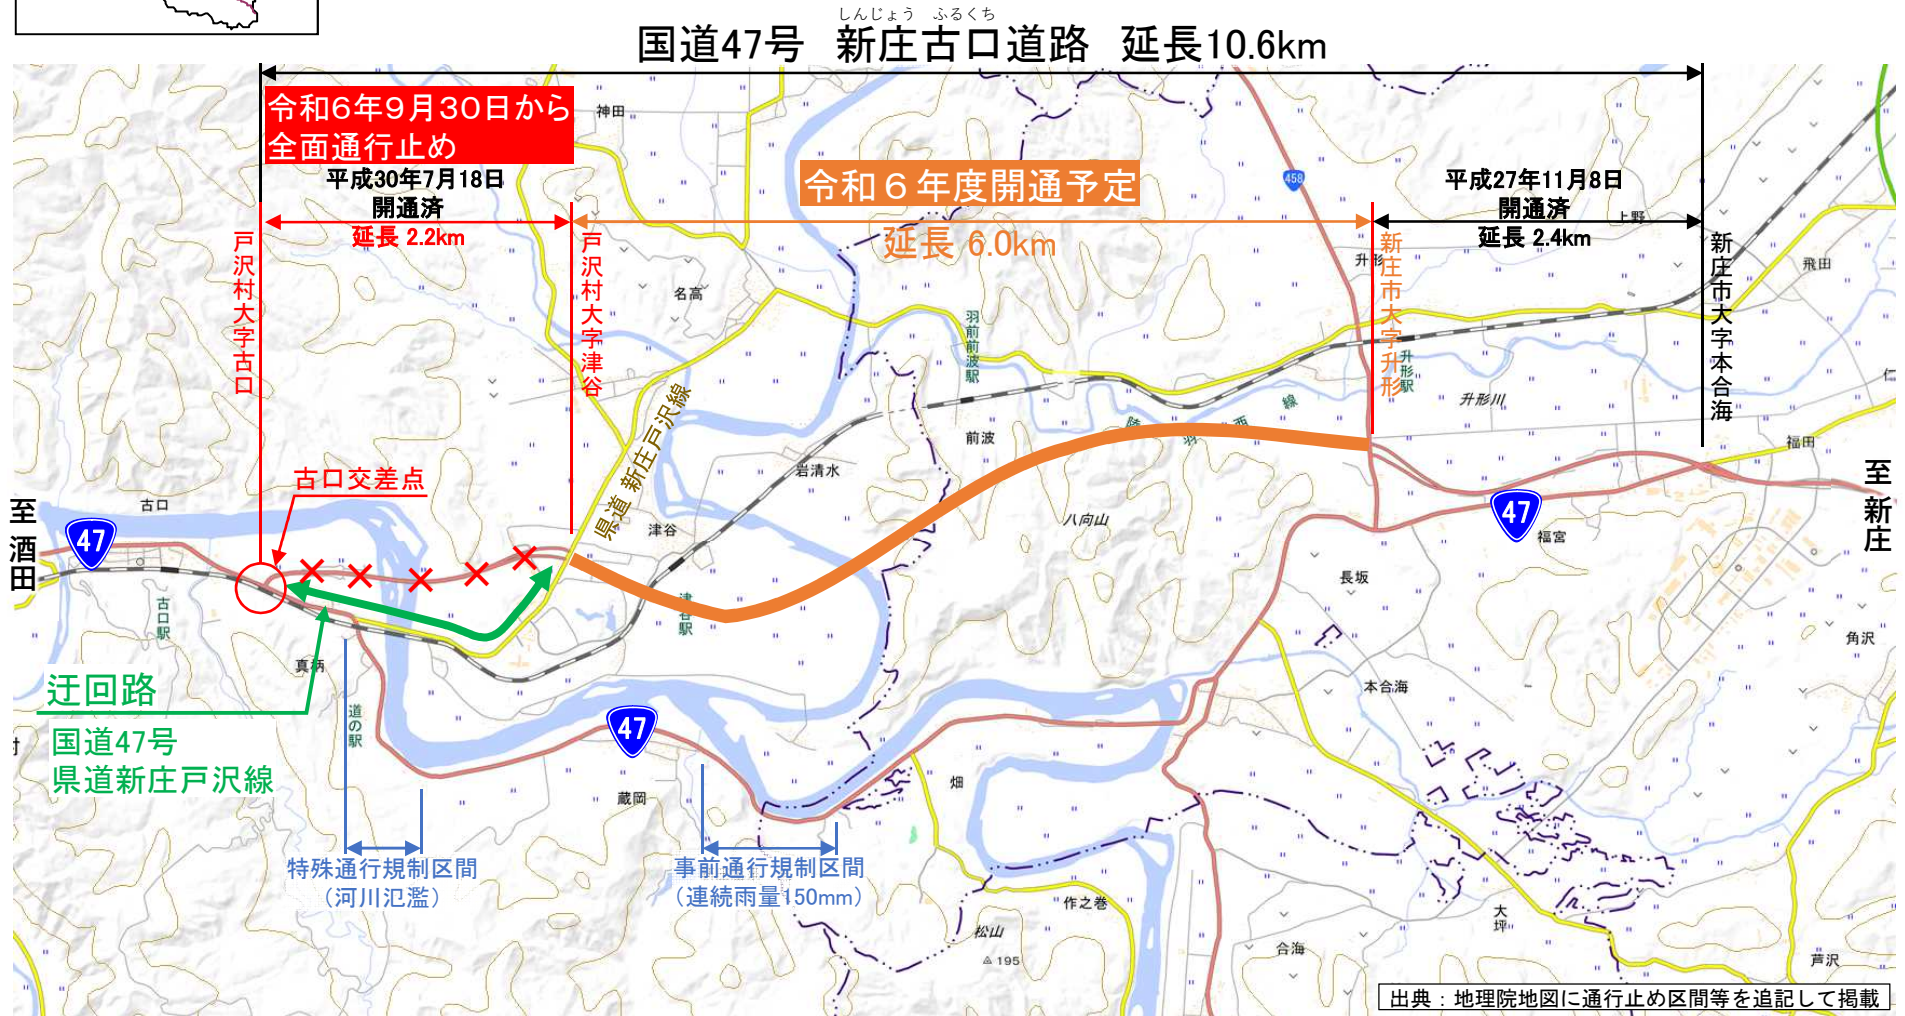 しんじょう ふるくち
国道47号 新庄古口道路 延長10.6km
令和6年9月30日から
全面通行止め
平成30年7月18日
開通済
延長 2.2km
令和6年度開通予定
延長 6.0km
平成27年11月8日
開通済
延長 2.4km
戸沢村大字古口
戸沢村大字津谷
新庄市大字升形
新庄市大字本合海
神田
458
上野
升形
飛田
名高
羽前前波駅
升形駅
升形川
仁
県道 新庄戸沢線
前波
陸羽西線
岩清水
福田
古口交差点
古口
至 酒田
47
津谷
八向山
47
福宮
至 新庄
長坂
古口駅
津谷駅
角沢
真柄
本合海
迂回路
国道47号
県道新庄戸沢線
道の駅
47
蔵岡
畑
特殊通行規制区間
(河川氾濫)
事前通行規制区間
(連続雨量150mm)
作之巻
松山
195
大坪
合海
芦沢
出典:地理院地図に通行止め区間等を追記して掲載